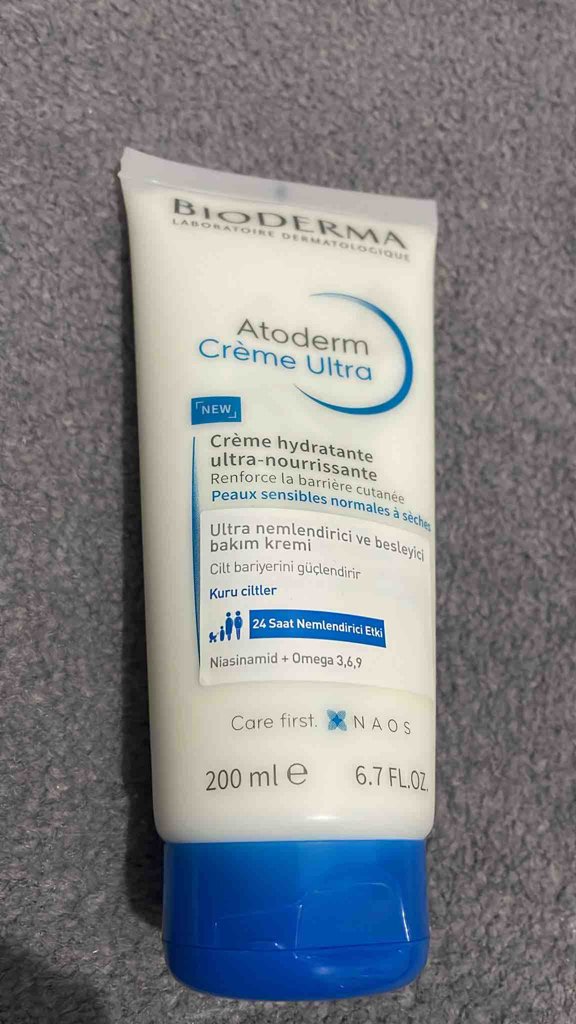 BIODERMA
LABORATOIRE DERMATOLOGIQUE
Atoderm
Crème Ultra
NEW
Crème hydratante
ultra-nourrissante
Renforce la barrière cutanée
Peaux sensibles normales à sèches
Ultra nemlendirici ve besleyici
bakım kremi
Cilt bariyerini güçlendirir
Kuru ciltler
24 Saat Nemlendirici Etki
Niasinamid + Omega 3,6,9
Care first. NAOS
200 ml ℮ 6.7 FL.OZ.